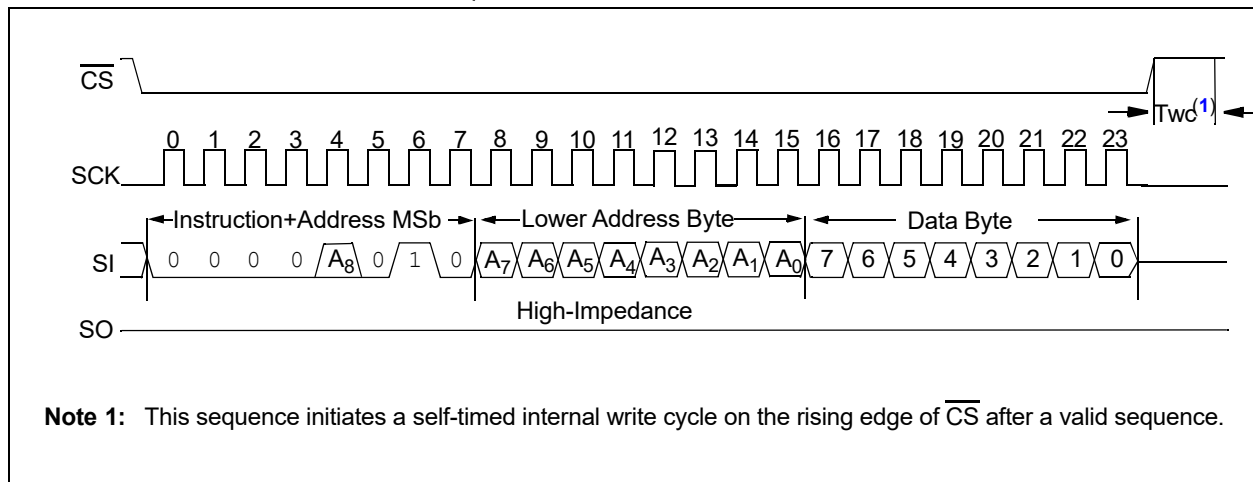 CS
Twc(1)
0 1 2 3 4 5 6 7 8 9 10 11 12 13 14 15 16 17 18 19 20 21 22 23
SCK
Instruction+Address MSb Lower Address Byte Data Byte
SI 0 0 0 0 A8 0 1 0 A7 A6 A5 A4 A3 A2 A1 A0 7 6 5 4 3 2 1 0
High-Impedance
SO
Note 1: This sequence initiates a self-timed internal write cycle on the rising edge of CS after a valid sequence.